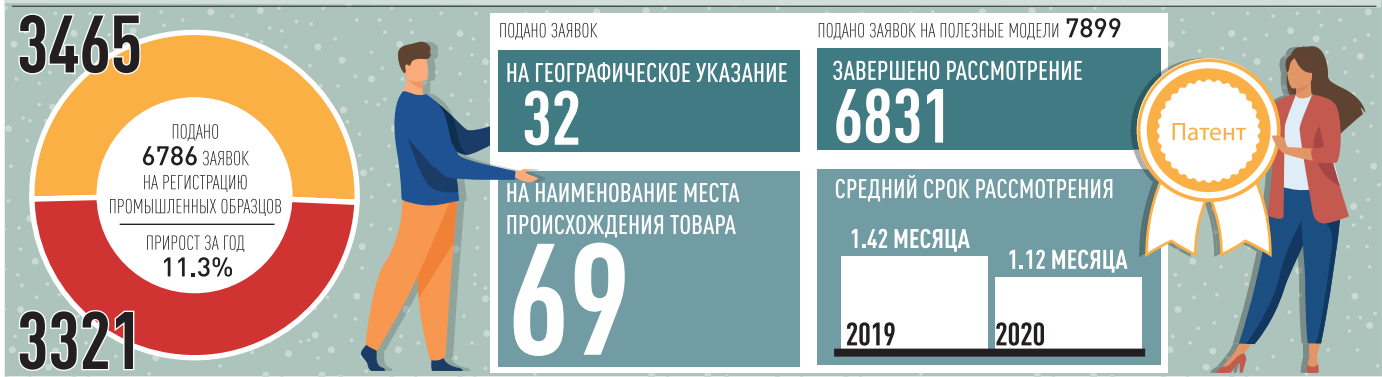 3465
ПОДАНО
6786 ЗАЯВОК
НА РЕГИСТРАЦИЮ
ПРОМЫШЛЕННЫХ ОБРАЗЦОВ
ПРИРОСТ ЗА ГОД
11.3%
3321
ПОДАНО ЗАЯВОК
НА ГЕОГРАФИЧЕСКОЕ УКАЗАНИЕ
32
НА НАИМЕНОВАНИЕ МЕСТА
ПРОИСХОЖДЕНИЯ ТОВАРА
69
ПОДАНО ЗАЯВОК НА ПОЛЕЗНЫЕ МОДЕЛИ 7899
ЗАВЕРШЕНО РАССМОТРЕНИЕ
6831
СРЕДНИЙ СРОК РАССМОТРЕНИЯ
1.42 МЕСЯЦА
1.12 МЕСЯЦА
2019
2020
Патент